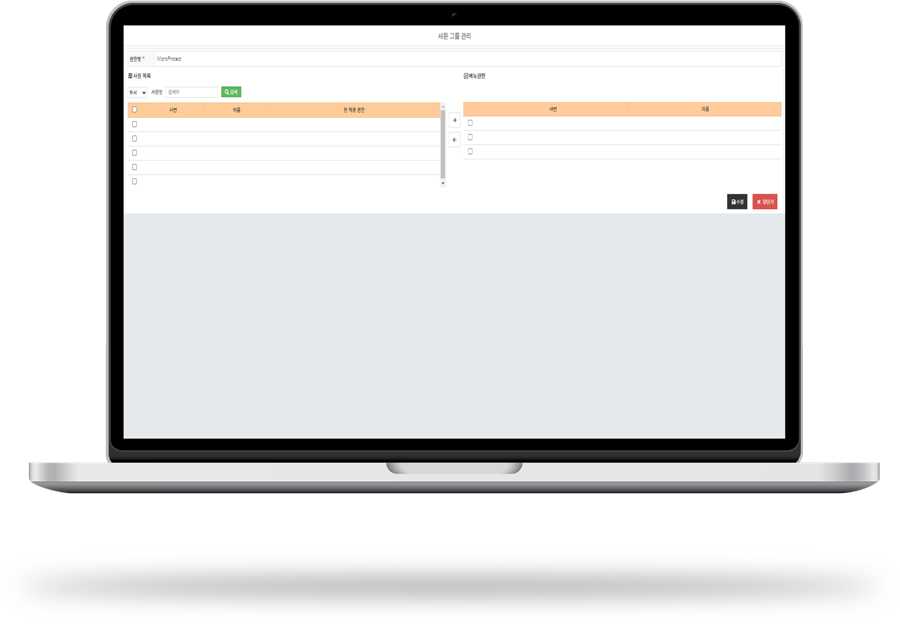 사원 그룹 관리
권한명 * MicroProtect
사원 목록
메뉴권한
부서 사원명 검색어 검색
사번 이름 현 적용 권한
사번 이름
수정 창닫기